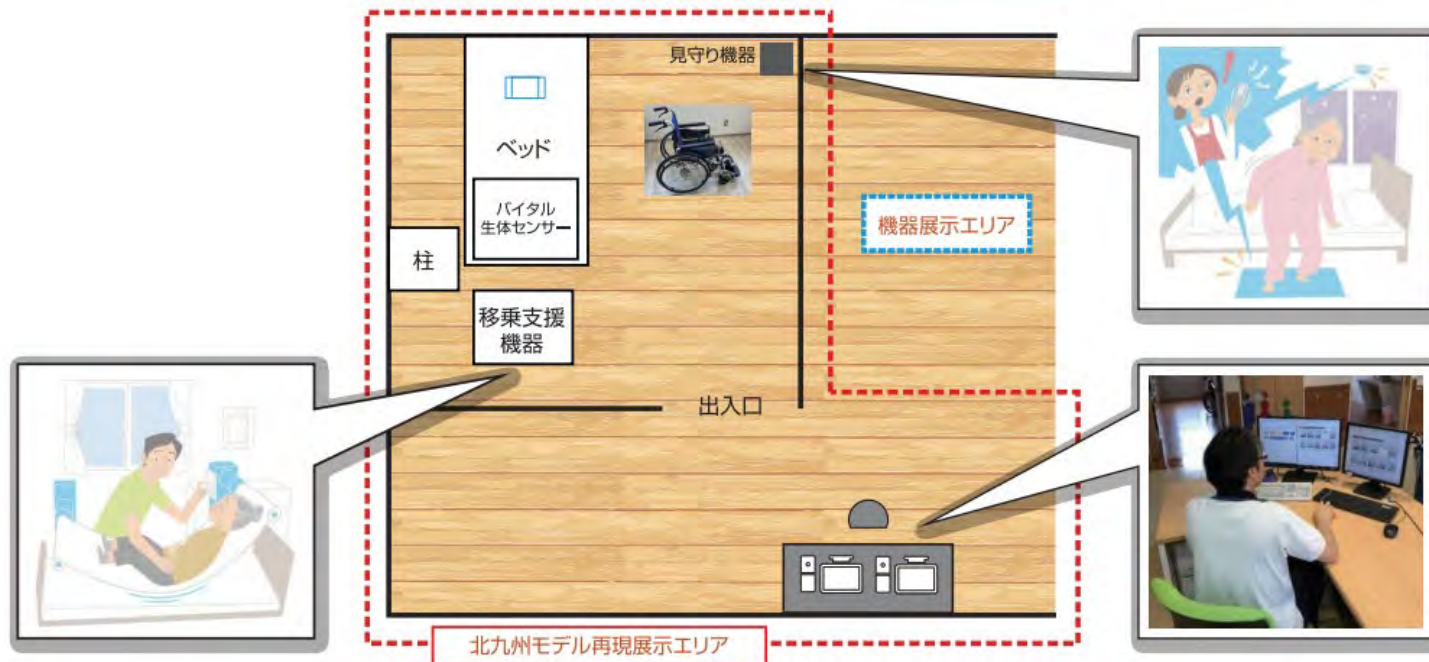 見守り機器
ベッド
バイタル
生体センサー
機器展示エリア
柱
移乗支援
機器
出入口
北九州モデル再現展示エリア